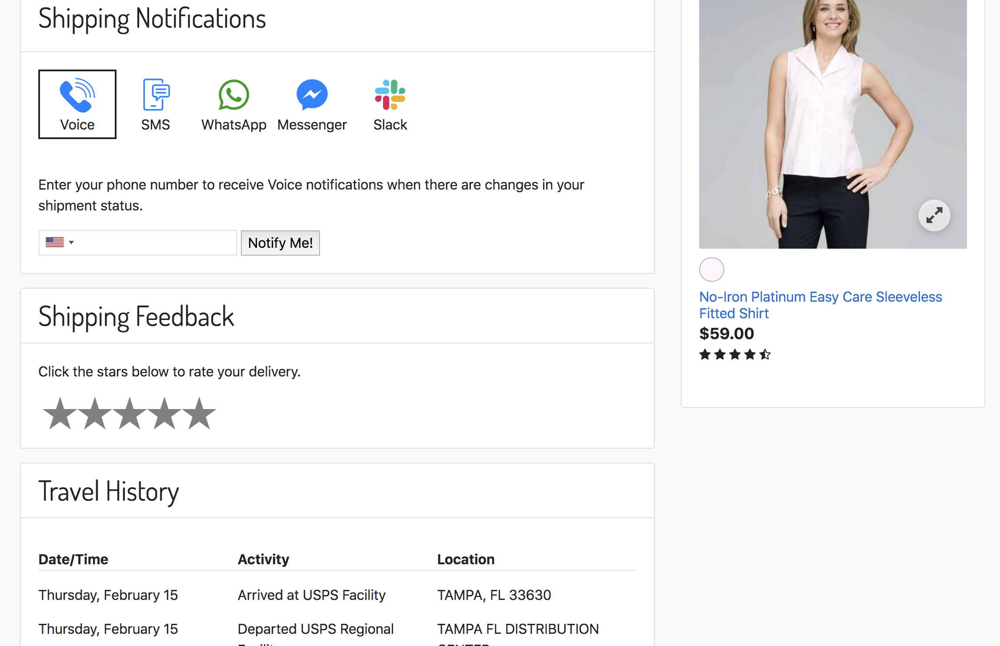 Shipping Notifications
Voice
SMS
WhatsApp
Messenger
Slack
Enter your phone number to receive Voice notifications when there are changes in your
shipment status.
Notify Me!
Shipping Feedback
Click the stars below to rate your delivery.
Travel History
Date/Time Activity Location
Thursday, February 15 Arrived at USPS Facility TAMPA, FL 33630
Thursday, February 15 Departed USPS Regional TAMPA FL DISTRIBUTION
No-Iron Platinum Easy Care Sleeveless
Fitted Shirt
$59.00